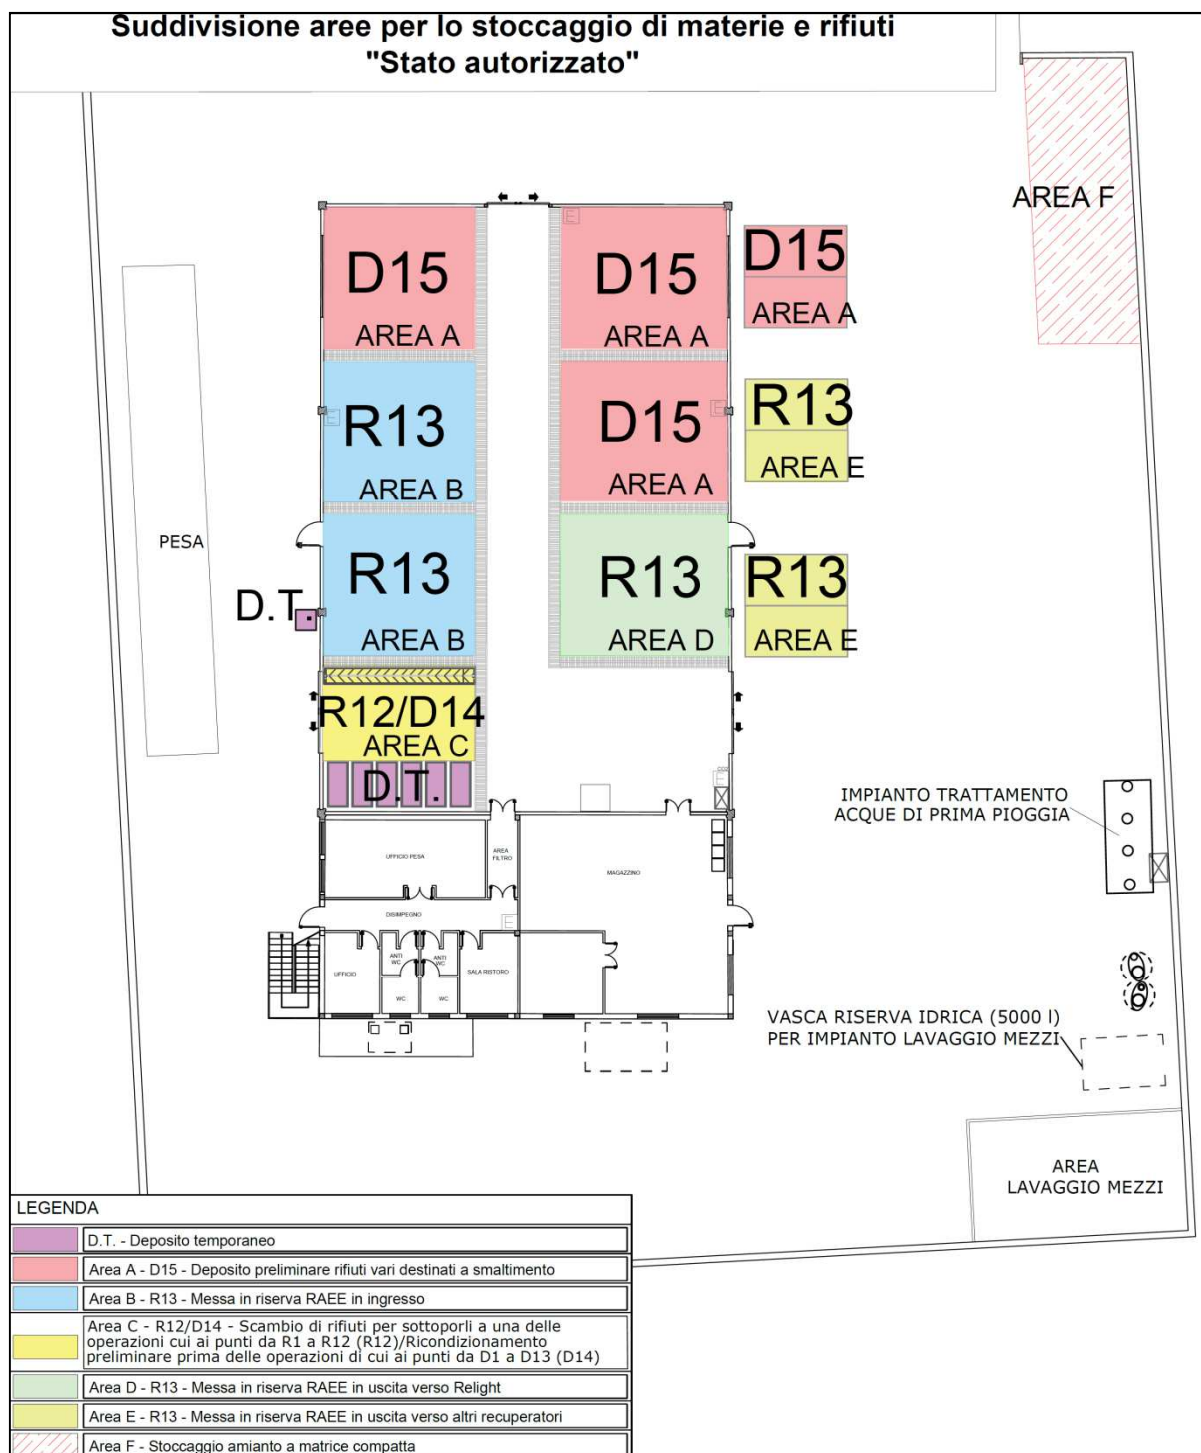 Suddivisione aree per lo stoccaggio di materie e rifiuti
"Stato autorizzato"
AREA F
D15
AREA A
D15
AREA A
D15
AREA A
R13
AREA B
D15
AREA A
R13
AREA E
PESA
R13
AREA B
R13
AREA D
R13
AREA E
D.T.
R12/D14
AREA C
D.T.
IMPIANTO TRATTAMENTO
ACQUE DI PRIMA PIOGGIA
UFFICIO PESA
AREA
FILTRO
MAGAZZINO
DISIMPEGNO
E
E
E
E
E
UFFICIO
ANTI
WC
ANTI
WC
SALA RISTORO
WC
WC
VASCA RISERVA IDRICA (5000 l)
PER IMPIANTO LAVAGGIO MEZZI
AREA
LAVAGGIO MEZZI
LEGENDA
D.T. - Deposito temporaneo
Area A - D15 - Deposito preliminare rifiuti vari destinati a smaltimento
Area B - R13 - Messa in riserva RAEE in ingresso
Area C - R12/D14 - Scambio di rifiuti per sottoporli a una delle
operazioni cui ai punti da R1 a R12 (R12)/Ricondizionamento
preliminare prima delle operazioni di cui ai punti da D1 a D13 (D14)
Area D - R13 - Messa in riserva RAEE in uscita verso Relight
Area E - R13 - Messa in riserva RAEE in uscita verso altri recuperatori
Area F - Stoccaggio amianto a matrice compatta